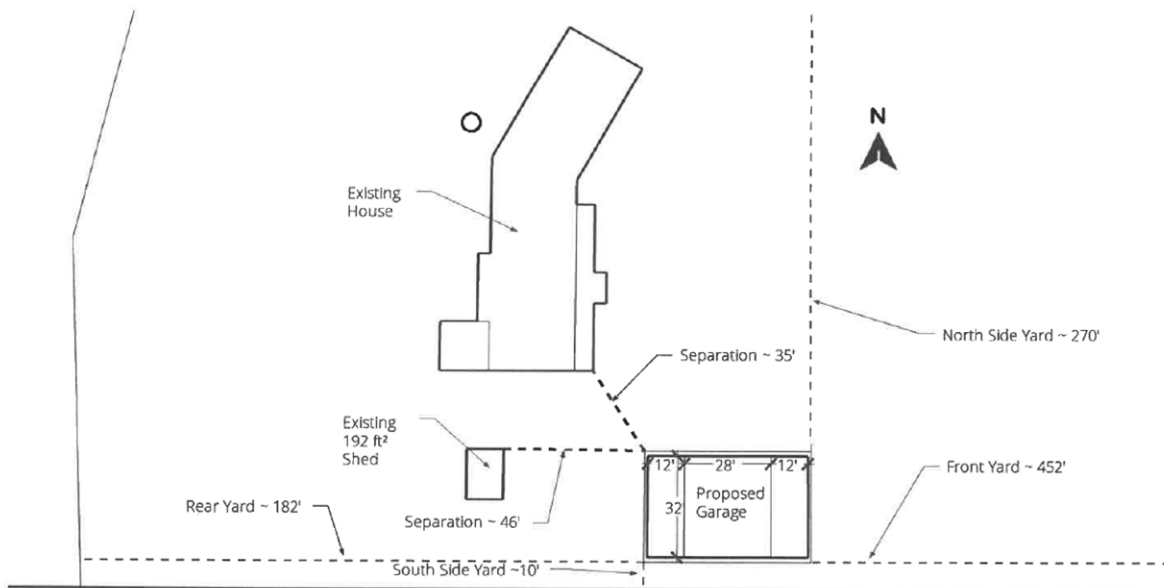 N
Existing
House
North Side Yard ~ 270'
Separation ~ 35'
Existing
192 ft²
Shed
12' 28' 12'
Front Yard ~ 452'
Proposed
Garage
32'
Rear Yard ~ 182'
Separation ~ 46'
South Side Yard ~10'